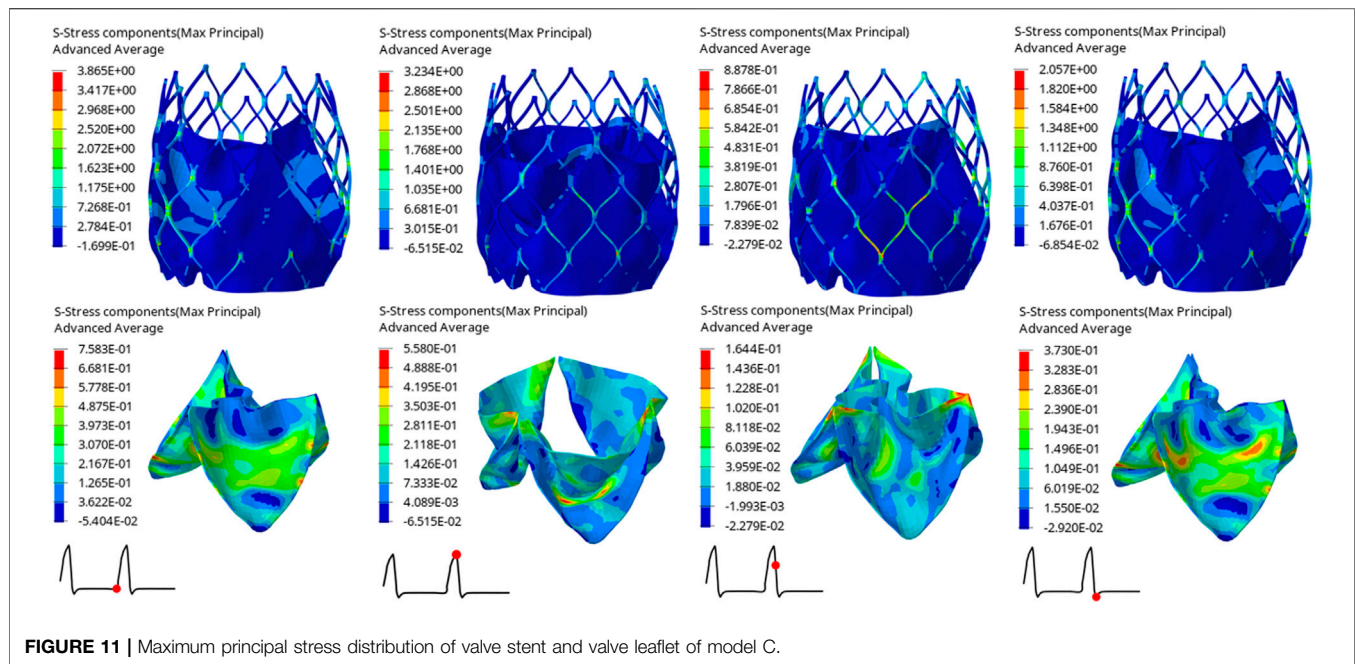 S-Stress components(Max Principal)
Advanced Average
3.865E+00
3.417E+00
2.968E+00
2.520E+00
2.072E+00
1.623E+00
1.175E+00
7.268E-01
2.784E-01
-1.699E-01
S-Stress components(Max Principal)
Advanced Average
3.234E+00
2.868E+00
2.501E+00
2.135E+00
1.768E+00
1.401E+00
1.035E+00
6.681E-01
3.015E-01
-6.515E-02
S-Stress components(Max Principal)
Advanced Average
8.878E-01
7.866E-01
6.854E-01
5.842E-01
4.831E-01
3.819E-01
2.807E-01
1.796E-01
7.839E-02
-2.279E-02
S-Stress components(Max Principal)
Advanced Average
2.057E+00
1.820E+00
1.584E+00
1.348E+00
1.112E+00
8.760E-01
6.398E-01
4.037E-01
1.676E-01
-6.854E-02
S-Stress components(Max Principal)
Advanced Average
7.583E-01
6.681E-01
5.778E-01
4.875E-01
3.973E-01
3.070E-01
2.167E-01
1.265E-01
3.622E-02
-5.404E-02
S-Stress components(Max Principal)
Advanced Average
5.580E-01
4.888E-01
4.195E-01
3.503E-01
2.811E-01
2.118E-01
1.426E-01
7.333E-02
4.089E-03
-6.515E-02
S-Stress components(Max Principal)
Advanced Average
1.644E-01
1.436E-01
1.228E-01
1.020E-01
8.118E-02
6.039E-02
3.959E-02
1.880E-02
-1.993E-03
-2.279E-02
S-Stress components(Max Principal)
Advanced Average
3.730E-01
3.283E-01
2.836E-01
2.390E-01
1.943E-01
1.496E-01
1.049E-01
6.019E-02
1.550E-02
-2.920E-02
FIGURE 11 | Maximum principal stress distribution of valve stent and valve leaflet of model C.